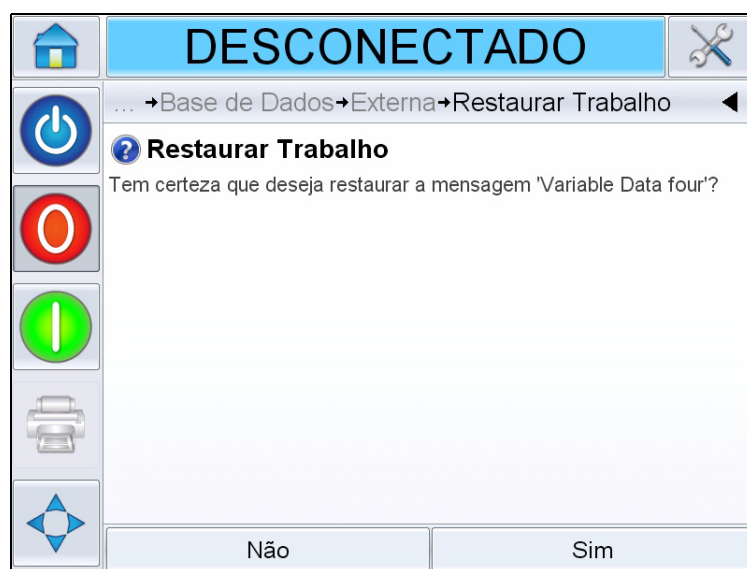 DESCONECTADO
... →Base de Dados→Externa→Restaurar Trabalho
Restaurar Trabalho
Tem certeza que deseja restaurar a mensagem 'Variable Data four'?
Não
Sim